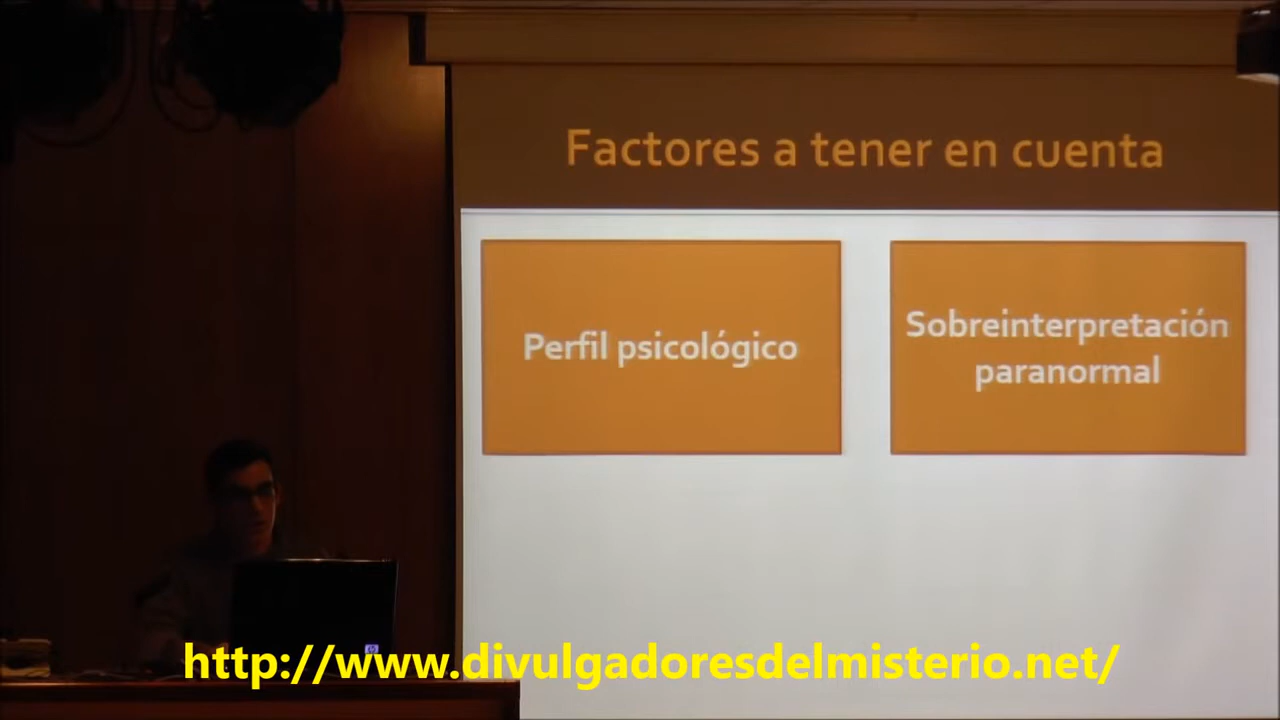 Factores a tener en cuenta
Perfil psicológico
Sobreinterpretación
paranormal
http://www.divulgadoresdelmisterio.net/